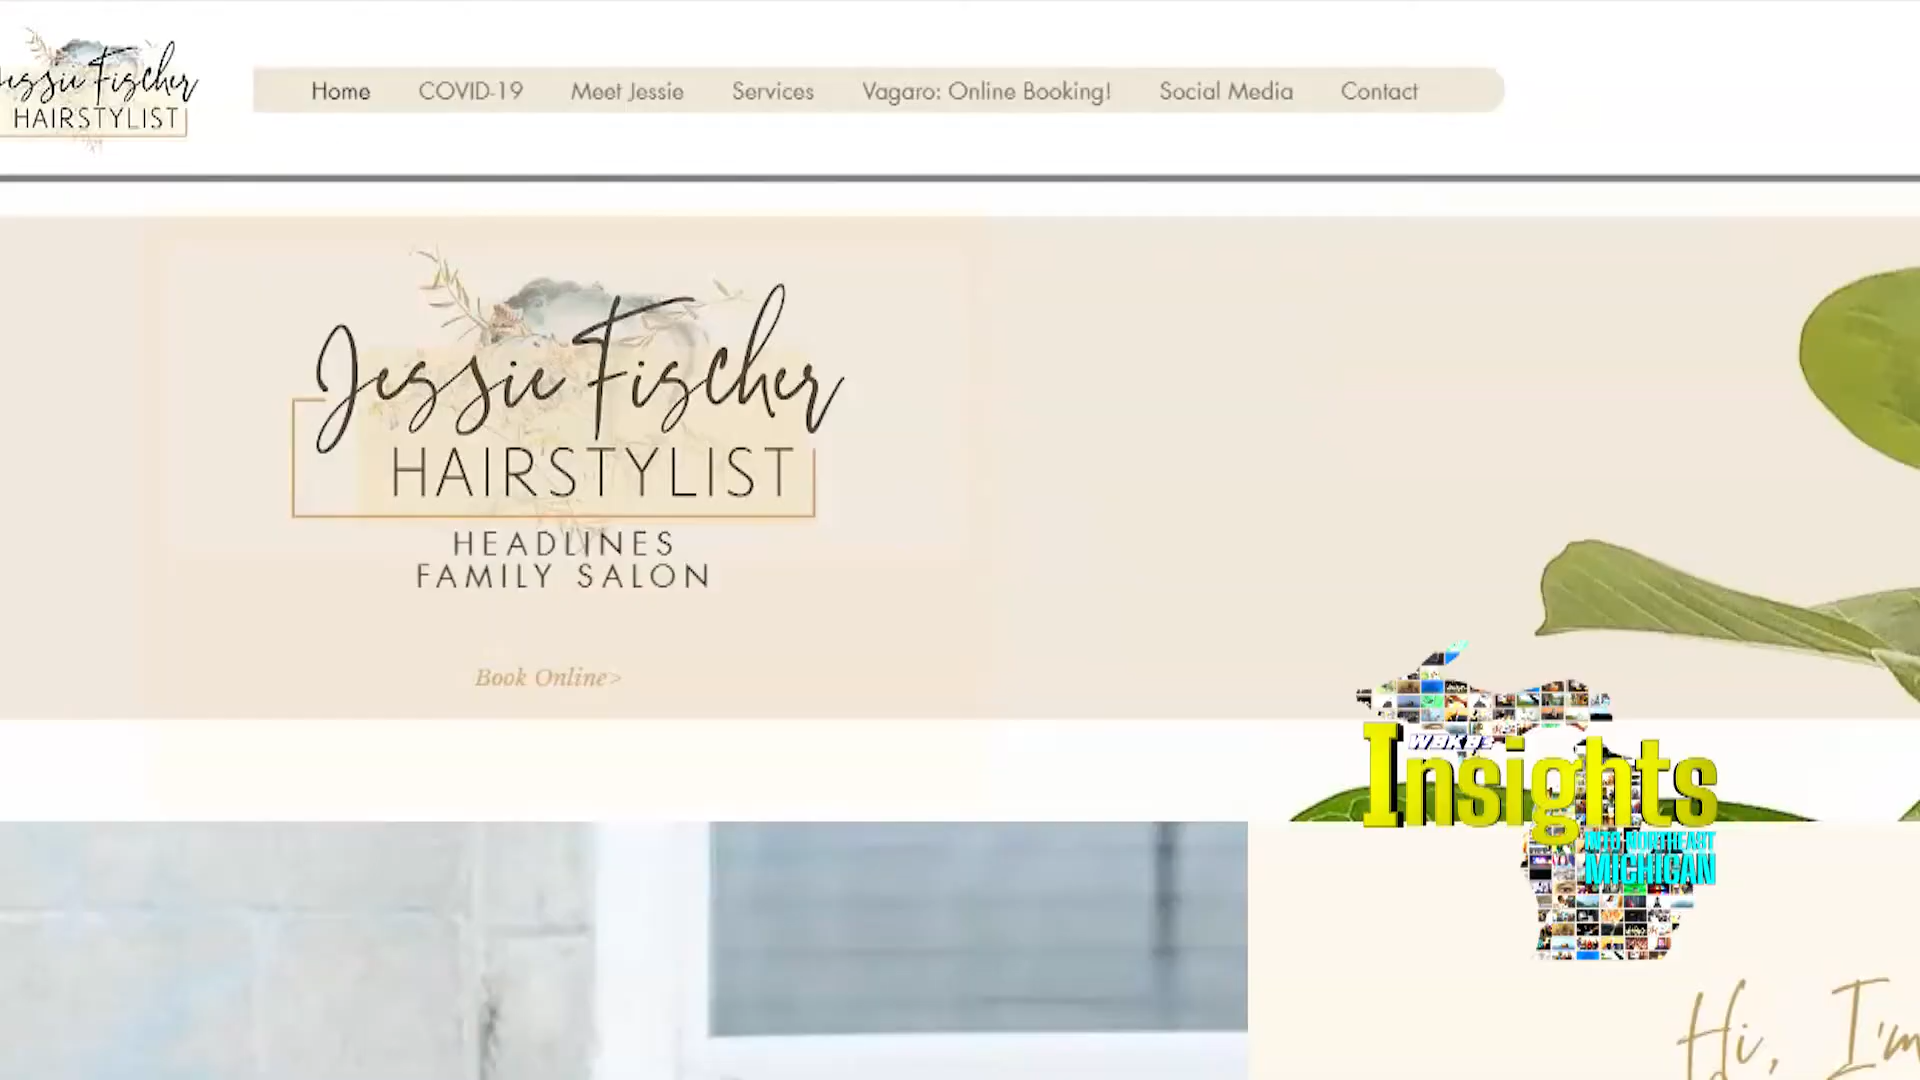 Jessie Fischer
HAIRSTYLIST
Home COVID-19 Meet Jessie Services Vagaro: Online Booking! Social Media Contact
Jessie Fischer
HAIRSTYLIST
HEADLINES
FAMILY SALON
Book Online>
WBKB's
Insights
INTO NORTHEAST
MICHIGAN
Hi, I'm